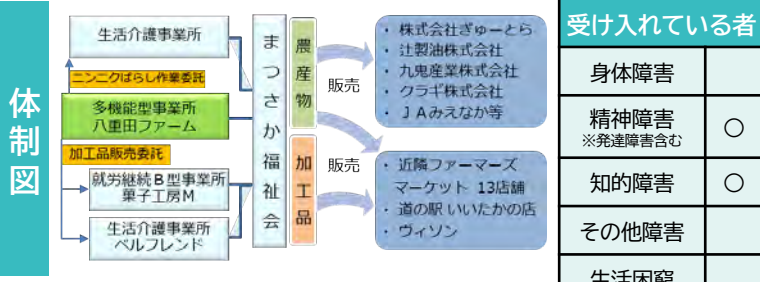 体制図
生活介護事業所
ニンニクばらし作業委託
多機能型事業所
八重田ファーム
加工品販売委託
就労継続B型事業所
菓子工房M
生活介護事業所
ベルフレンド
まつさか福祉会
農産物
加工品
販売
販売
・ 株式会社ぎゅーとら
・ 辻製油株式会社
・ 九鬼産業株式会社
・ クラギ株式会社
・ JAみえなか等
・ 近隣ファーマーズ
マーケット 13店舗
・ 道の駅 いいたかの店
・ ヴィソン
受け入れている者
身体障害
精神障害 ○
※発達障害含む
知的障害 ○
その他障害
生活困窮